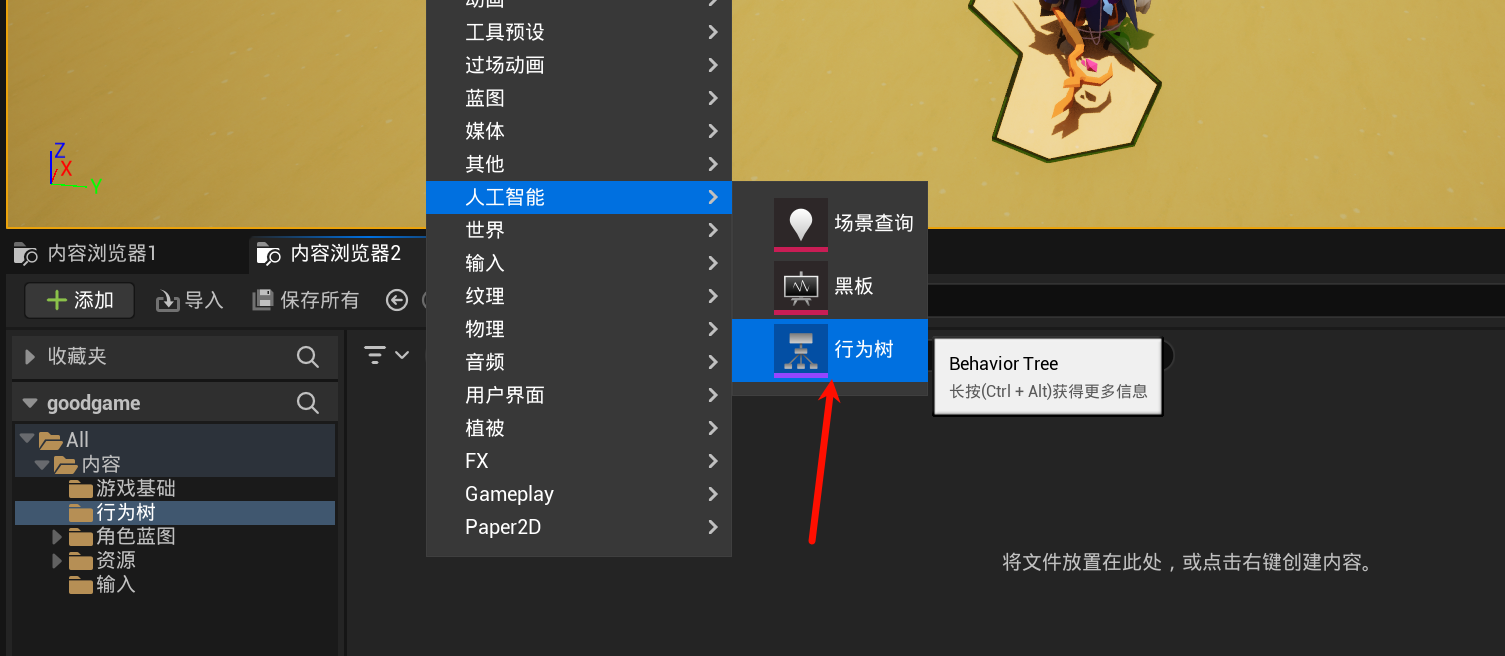 动画
工具预设
过场动画
蓝图
媒体
其他
人工智能
世界
输入
纹理
物理
音频
用户界面
植被
FX
Gameplay
Paper2D
场景查询
黑板
行为树
Behavior Tree
长按(Ctrl + Alt)获得更多信息
Z
X
Y
内容浏览器1
内容浏览器2
添加
导入
保存所有
收藏夹
goodgame
All
内容
游戏基础
行为树
角色蓝图
资源
输入
将文件放置在此处，或点击右键创建内容。